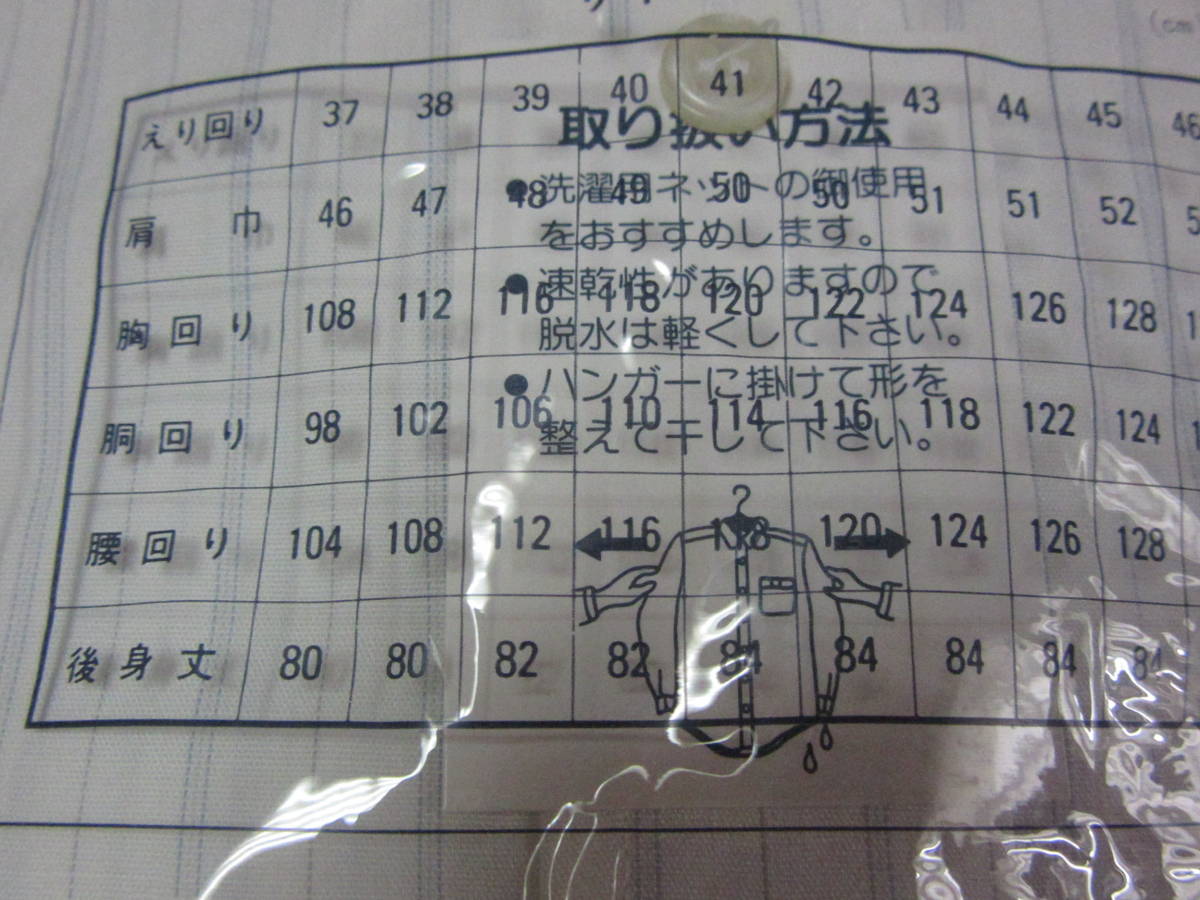 (cm
えり回り 37 38 39 40 41 42 43 44 45 46
肩 巾 46 47 48 49 50 50 51 51 52
胸回り 108 112 116 118 120 122 124 126 128
胴回り 98 102 106 110 114 116 118 122 124
腰回り 104 108 112 116 118 120 124 126 128
後身丈 80 80 82 82 84 84 84 84 84
取り扱い方法
●洗濯用ネットの御使用
をおすすめします。
●速乾性がありますので
脱水は軽くして下さい。
●ハンガーに掛けて形を
整えて干して下さい。